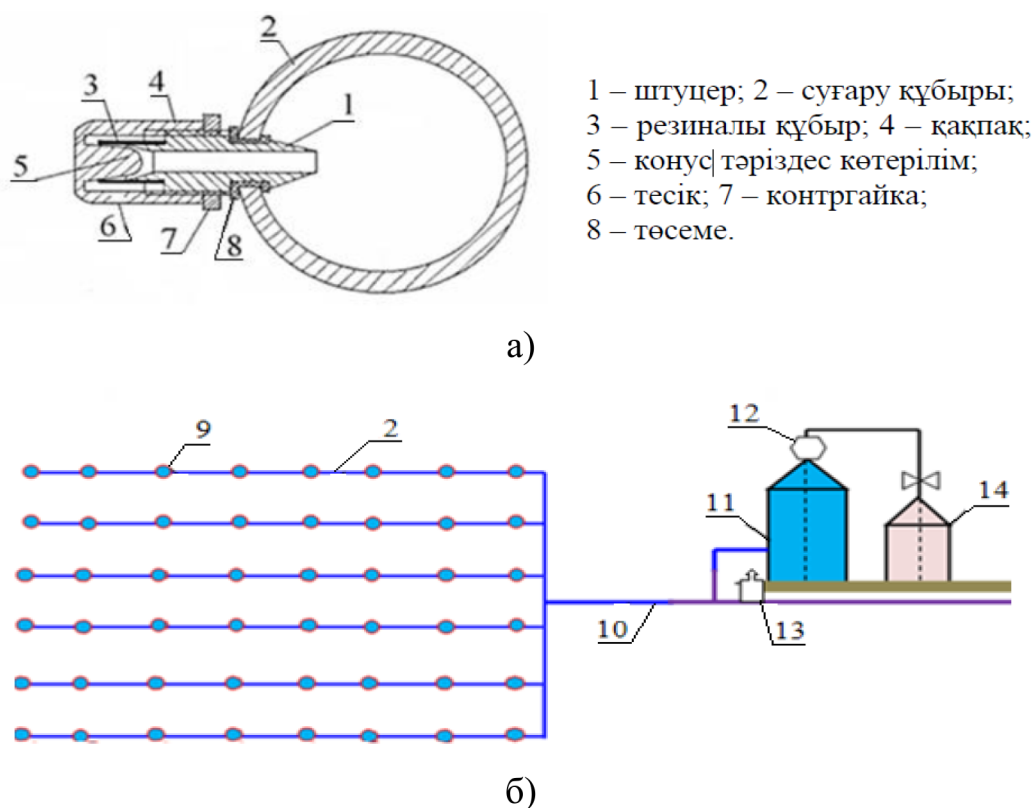 2
4
1
3
5
6
7
8
1 – штуцер; 2 – суғару құбыры;
3 – резиналы құбыр; 4 – қақпақ;
5 – конус тәріздес көтерілім;
6 – тесік; 7 – контргайка;
8 – төсеме.
а)
9
2
12
11
14
10
13
б)